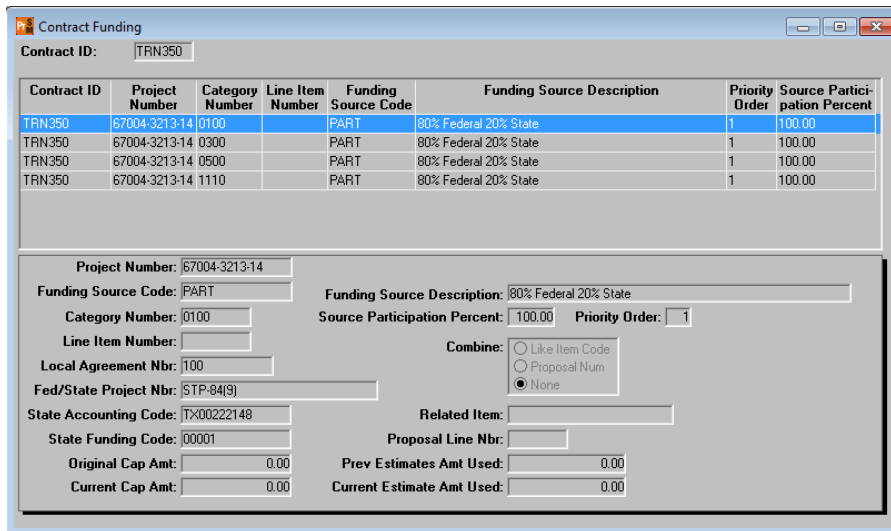 Contract Funding
Contract ID: TRN350
Contract ID Project Number Category Number Line Item Number Funding Source Code Funding Source Description Priority Order Source Partici-pation Percent
TRN350 67004-3213-14 0100 PART 80% Federal 20% State 1 100.00
TRN350 67004-3213-14 0300 PART 80% Federal 20% State 1 100.00
TRN350 67004-3213-14 0500 PART 80% Federal 20% State 1 100.00
TRN350 67004-3213-14 1110 PART 80% Federal 20% State 1 100.00
Project Number: 67004-3213-14
Funding Source Code: PART Funding Source Description: 80% Federal 20% State
Category Number: 0100 Source Participation Percent: 100.00 Priority Order: 1
Line Item Number: Combine: Like Item Code
Local Agreement Nbr: 100 Proposal Num
Fed/State Project Nbr: STP-84(9) None
State Accounting Code: TX00222148 Related Item:
State Funding Code: 00001 Proposal Line Nbr:
Original Cap Amt: 0.00 Prev Estimates Amt Used: 0.00
Current Cap Amt: 0.00 Current Estimate Amt Used: 0.00